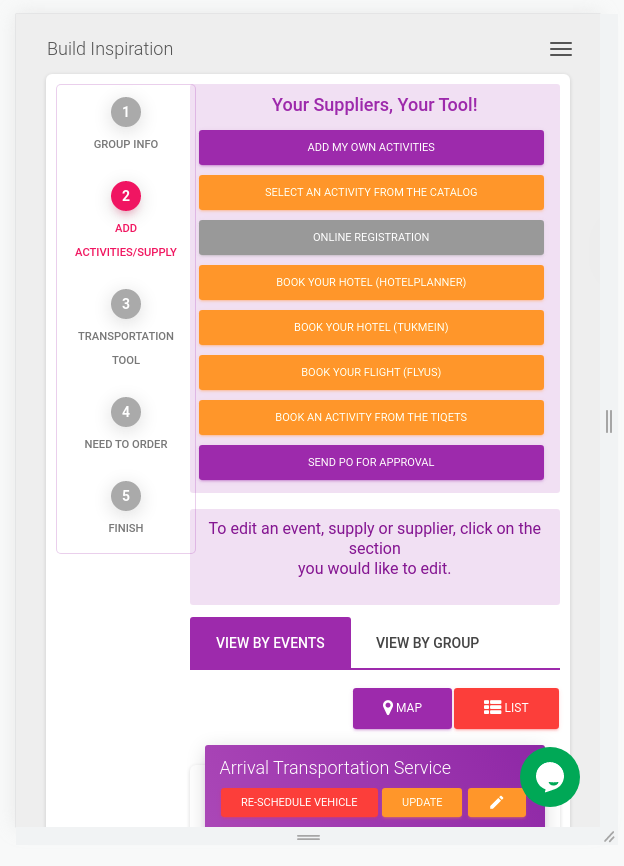 Build Inspiration
1
GROUP INFO
2
ADD
ACTIVITIES/SUPPLY
3
TRANSPORTATION
TOOL
4
NEED TO ORDER
5
FINISH
Your Suppliers, Your Tool!
ADD MY OWN ACTIVITIES
SELECT AN ACTIVITY FROM THE CATALOG
ONLINE REGISTRATION
BOOK YOUR HOTEL (HOTELPLANNER)
BOOK YOUR HOTEL (TUKMEIN)
BOOK YOUR FLIGHT (FLYUS)
BOOK AN ACTIVITY FROM THE TIQETS
SEND PO FOR APPROVAL
To edit an event, supply or supplier, click on the
section
you would like to edit.
VIEW BY EVENTS
VIEW BY GROUP
MAP
LIST
Arrival Transportation Service
RE-SCHEDULE VEHICLE
UPDATE